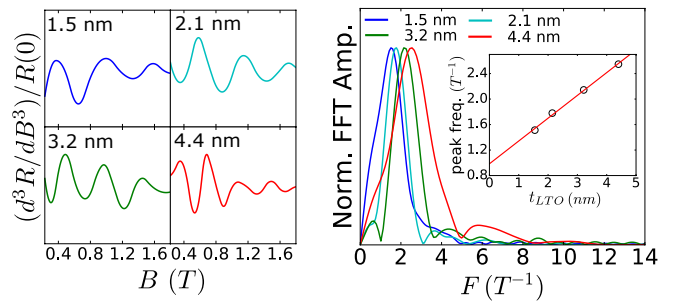 1.5 nm
2.1 nm
3.2 nm
4.4 nm
(d³R/dB³)/R(0)
0.4 0.8 1.2 1.6 0.4 0.8 1.2 1.6
B (T)
1.5 nm 2.1 nm
3.2 nm 4.4 nm
Norm. FFT Amp.
0 2 4 6 8 10 12 14
F (T⁻¹)
peak freq. (T⁻¹)
2.4
2.0
1.6
1.2
0.8
0 1 2 3 4 5
t_LTO (nm)